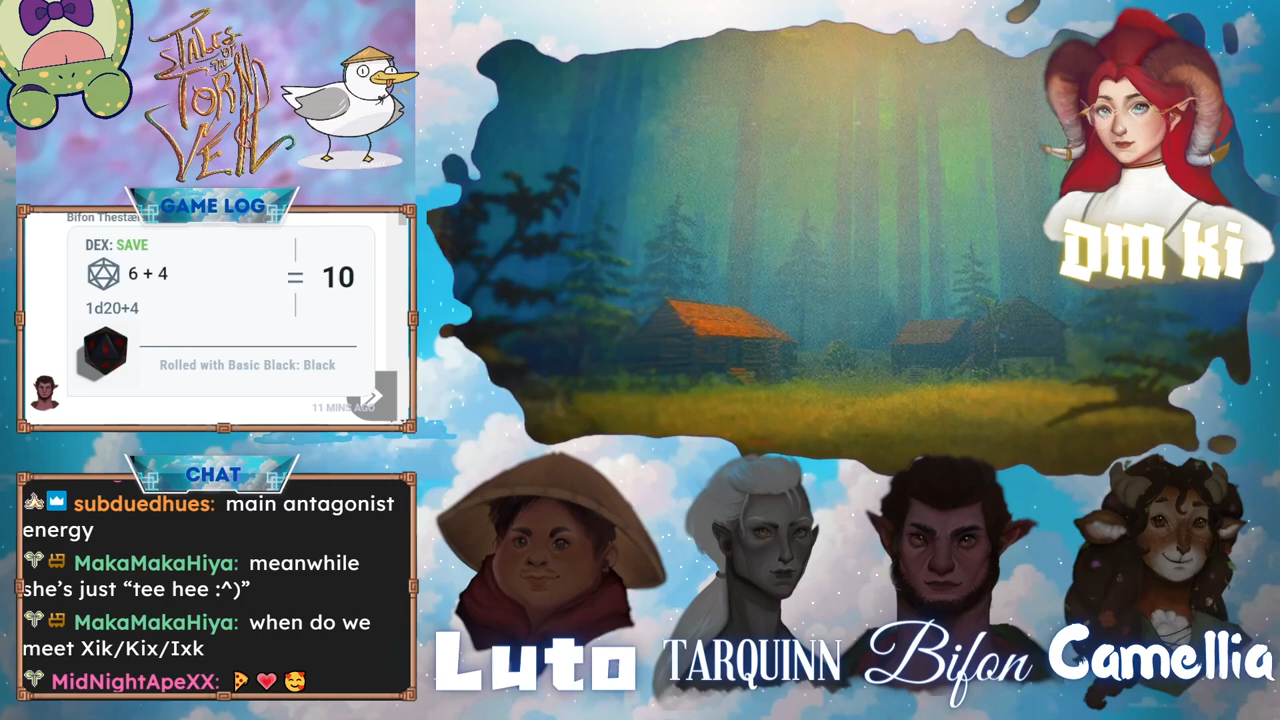 TALES
OF THE
TORN
VEIL
GAME LOG
Bifon Thestæ
DEX: SAVE
6 + 4
= 10
1d20+4
Rolled with Basic Black: Black
11 MINS AGO
CHAT
subduedhues: main antagonist
energy
MakaMakaHiya: meanwhile
she's just “tee hee :^)”
MakaMakaHiya: when do we
meet Xik/Kix/Ixk
MidNightApeXX: 🍕 ❤️ 🥰
DM Ki
Luto
TARQUINN
Bifon
Camellia